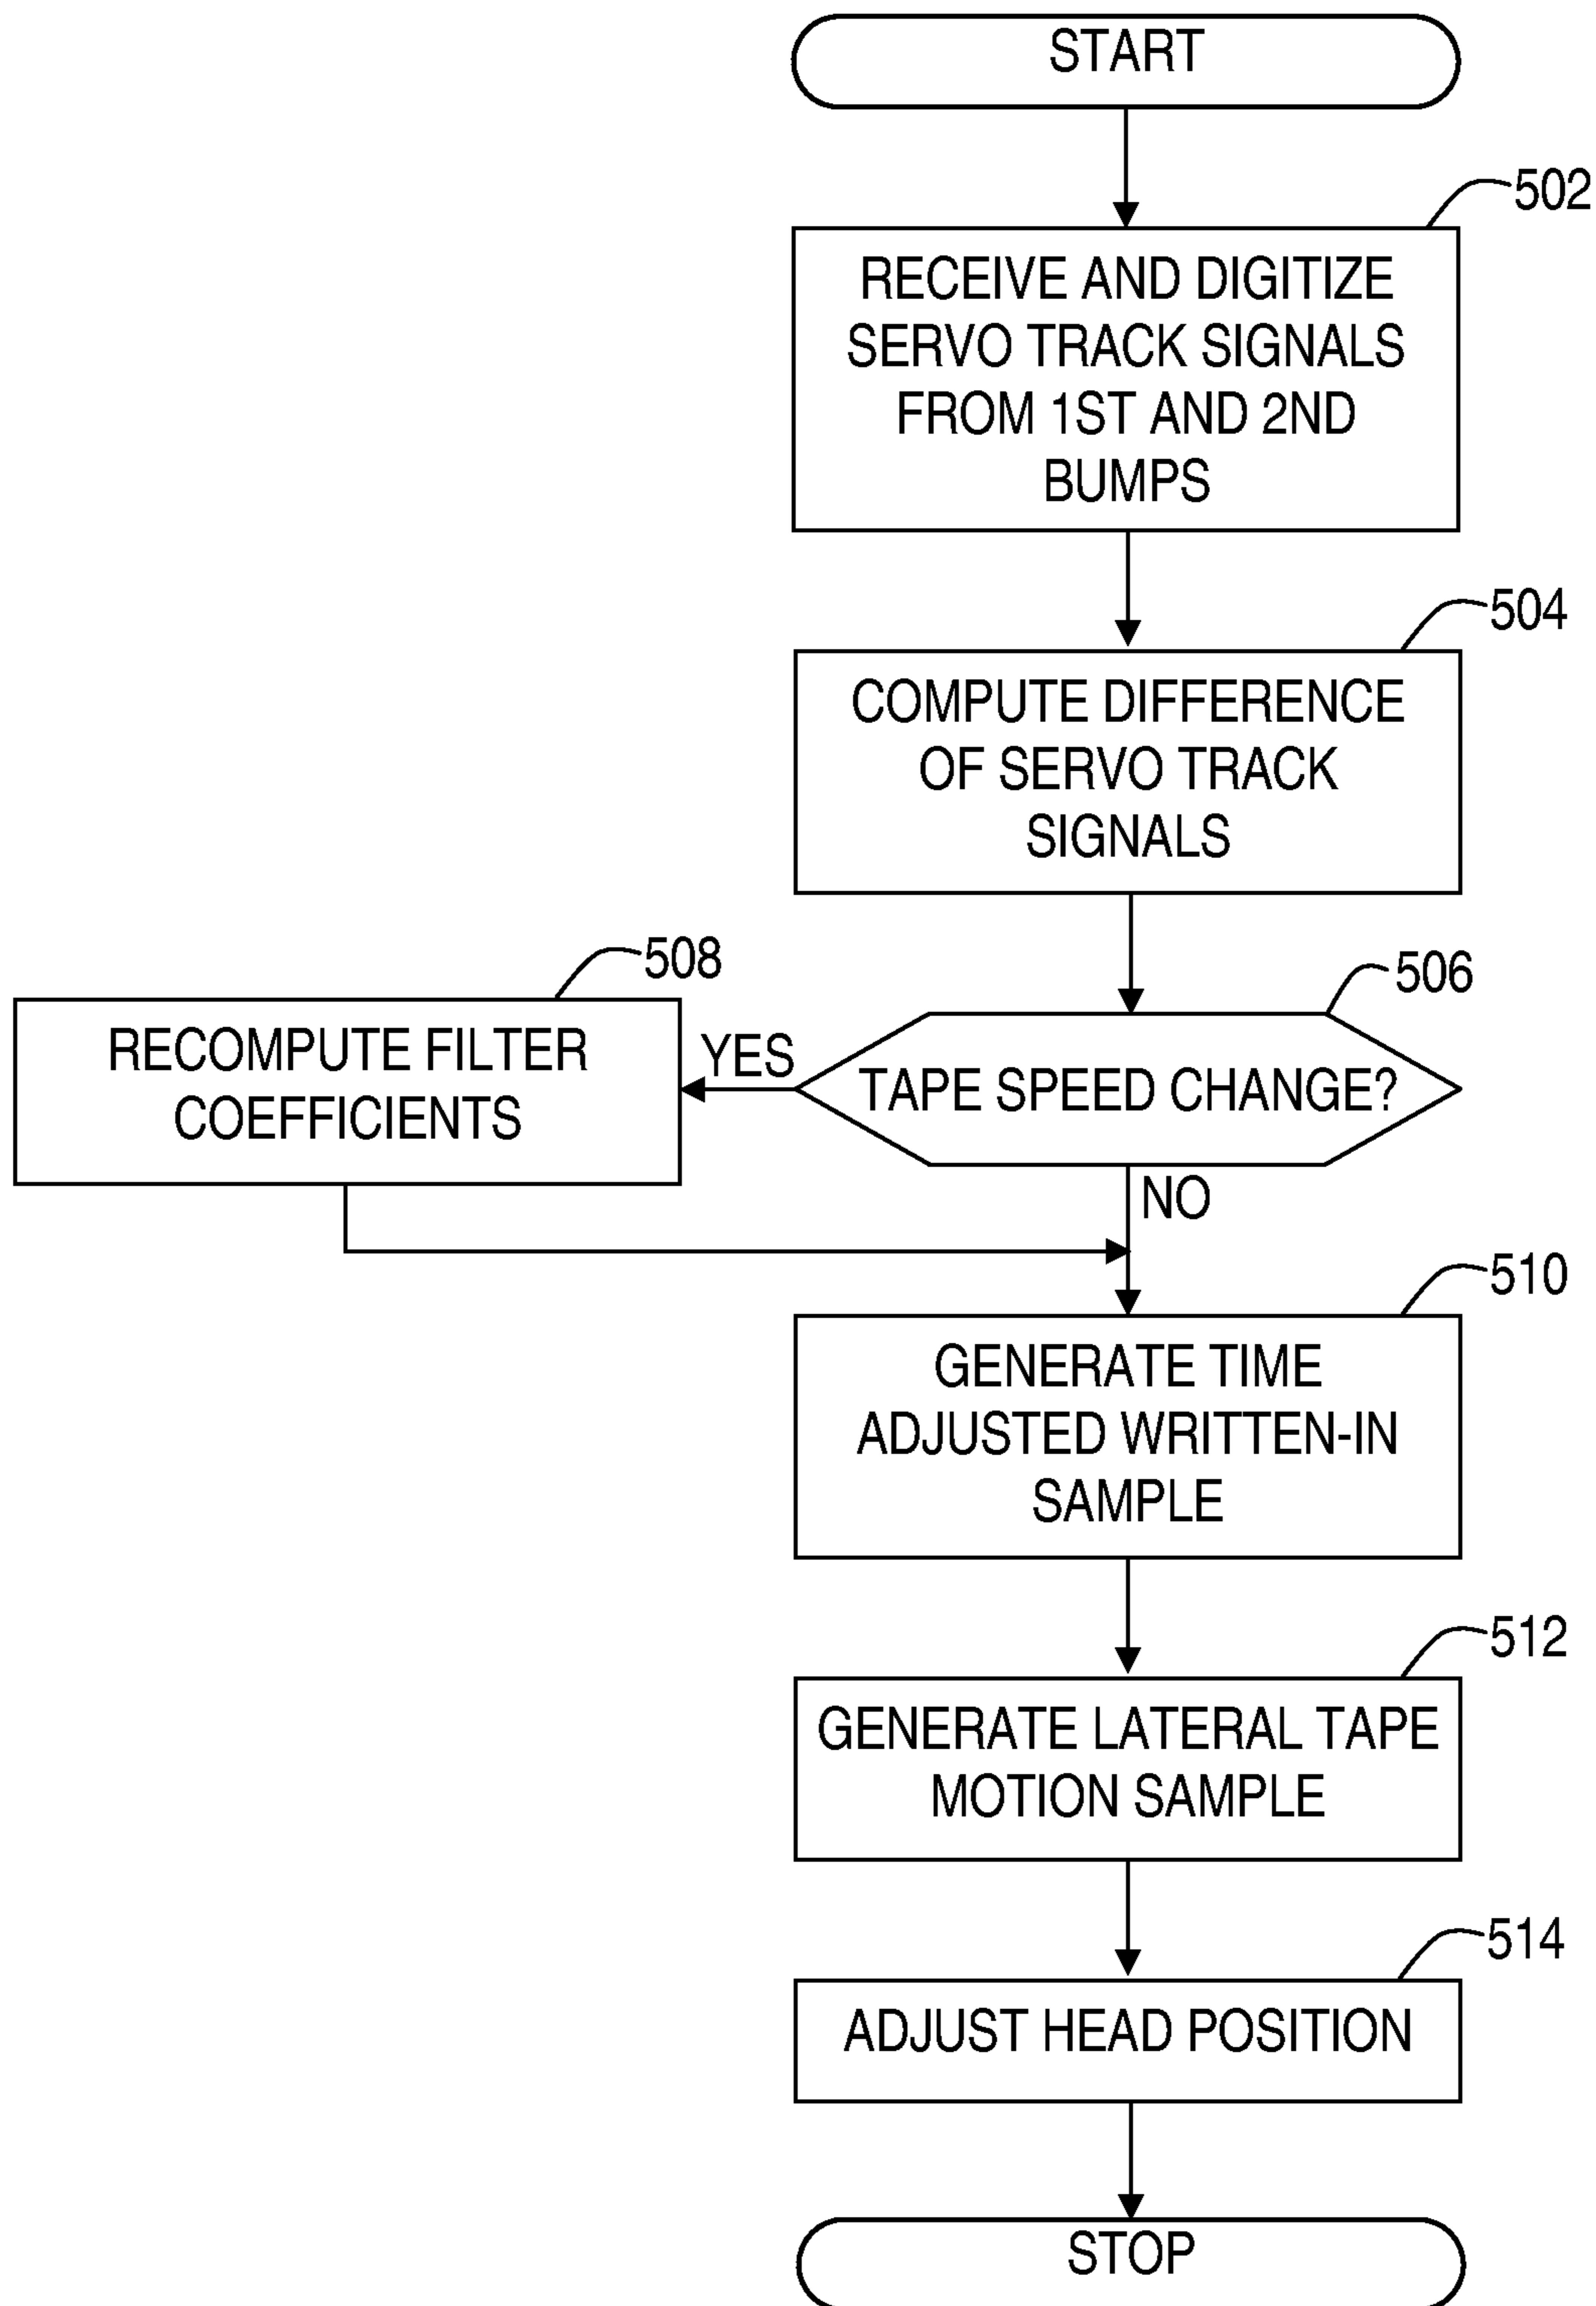 START
502
RECEIVE AND DIGITIZE
SERVO TRACK SIGNALS
FROM 1ST AND 2ND
BUMPS
504
COMPUTE DIFFERENCE
OF SERVO TRACK
SIGNALS
506
TAPE SPEED CHANGE?
YES
508
RECOMPUTE FILTER
COEFFICIENTS
NO
510
GENERATE TIME
ADJUSTED WRITTEN-IN
SAMPLE
512
GENERATE LATERAL TAPE
MOTION SAMPLE
514
ADJUST HEAD POSITION
STOP